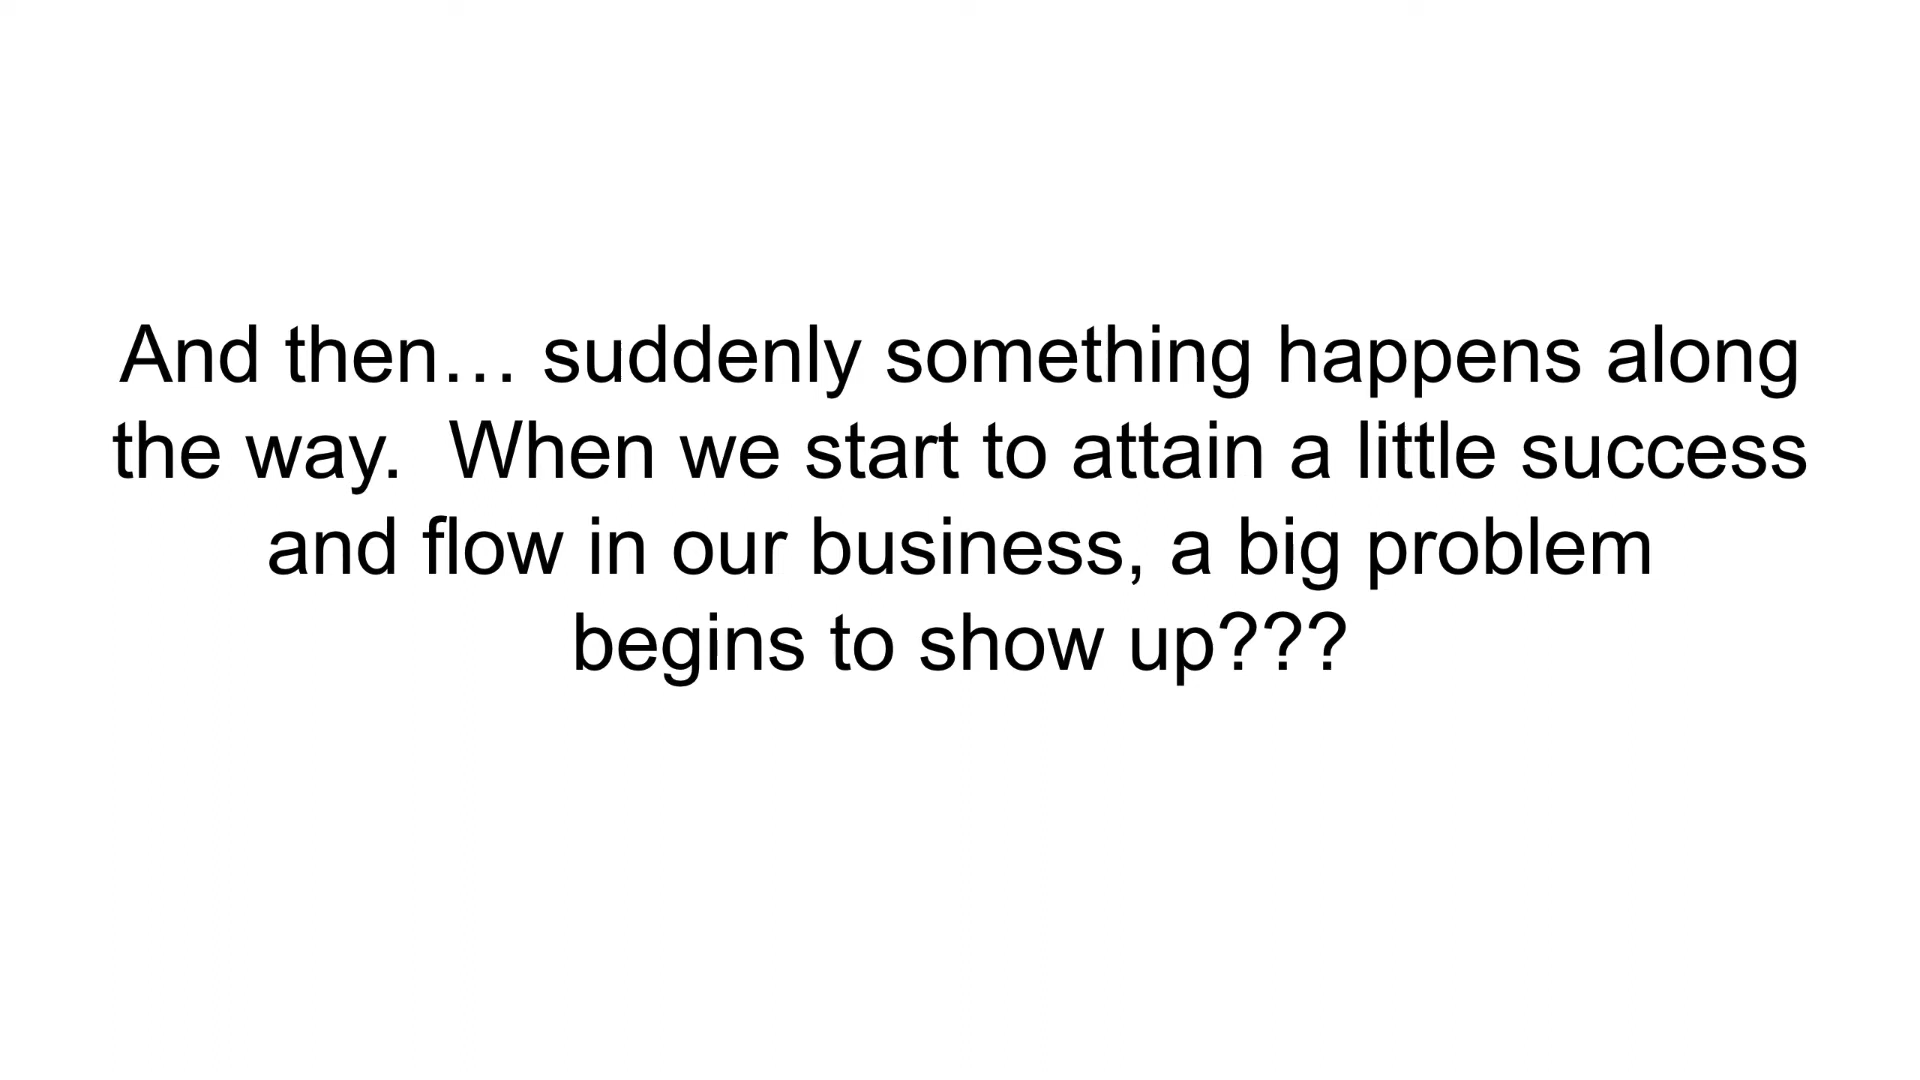 And then… suddenly something happens along
the way.  When we start to attain a little success
and flow in our business, a big problem
begins to show up???